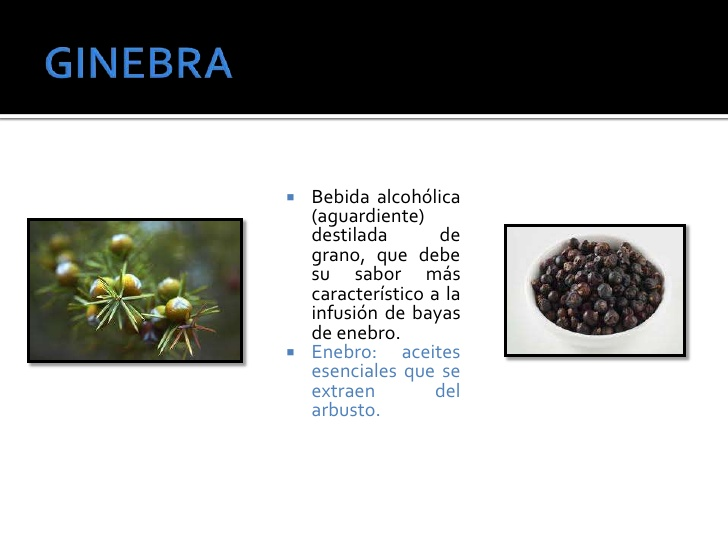 GINEBRA
▪ Bebida alcohólica
(aguardiente)
destilada de
grano, que debe
su sabor más
característico a la
infusión de bayas
de enebro.
▪ Enebro: aceites
esenciales que se
extraen del
arbusto.